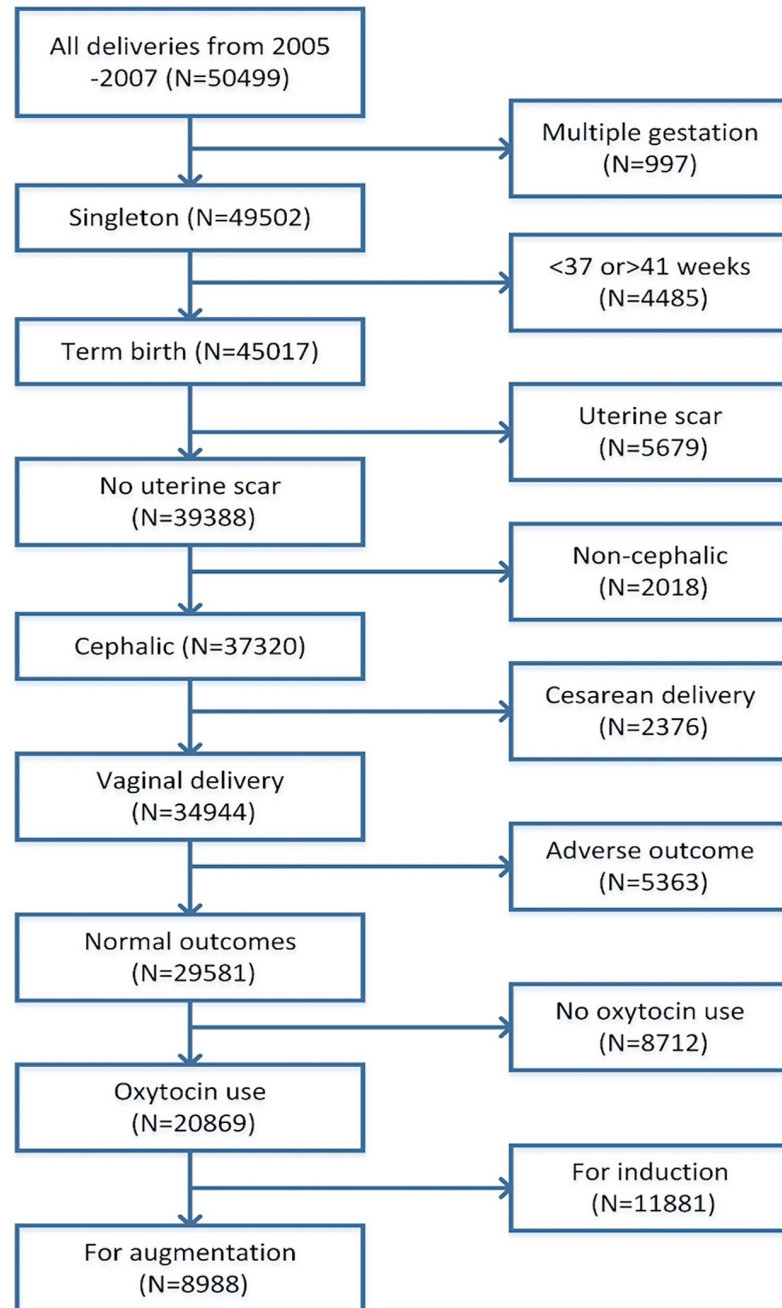 All deliveries from 2005
-2007 (N=50499)
Multiple gestation
(N=997)
Singleton (N=49502)
<37 or>41 weeks
(N=4485)
Term birth (N=45017)
Uterine scar
(N=5679)
No uterine scar
(N=39388)
Non-cephalic
(N=2018)
Cephalic (N=37320)
Cesarean delivery
(N=2376)
Vaginal delivery
(N=34944)
Adverse outcome
(N=5363)
Normal outcomes
(N=29581)
No oxytocin use
(N=8712)
Oxytocin use
(N=20869)
For induction
(N=11881)
For augmentation
(N=8988)